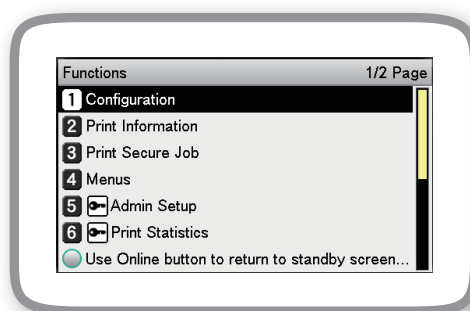 Functions 1/2 Page
1 Configuration
2 Print Information
3 Print Secure Job
4 Menus
5 Admin Setup
6 Print Statistics
Use Online button to return to standby screen...